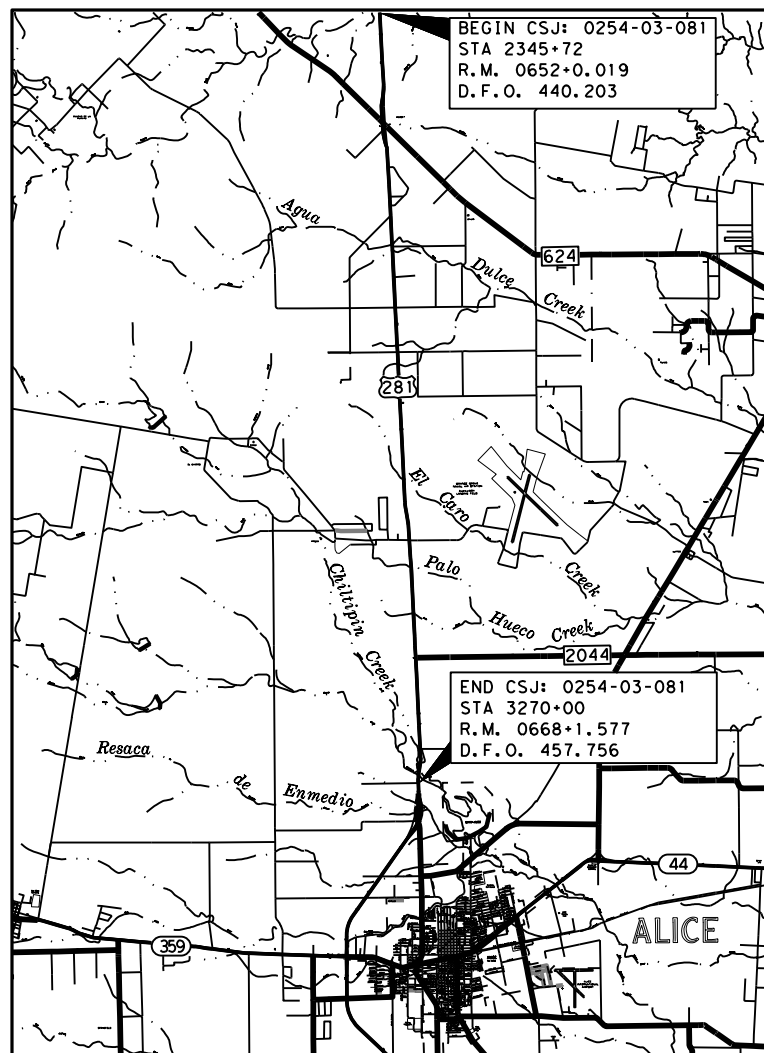 BEGIN CSJ: 0254-03-081
STA 2345+72
R.M. 0652+0.019
D.F.O. 440.203
Agua
Dulce
Creek
624
281
El
Caro
Creek
Palo
Hueco
Creek
Chiltipin
Creek
2044
END CSJ: 0254-03-081
STA 3270+00
R.M. 0668+1.577
D.F.O. 457.756
Resaca
de
Enmedio
44
ALICE
359